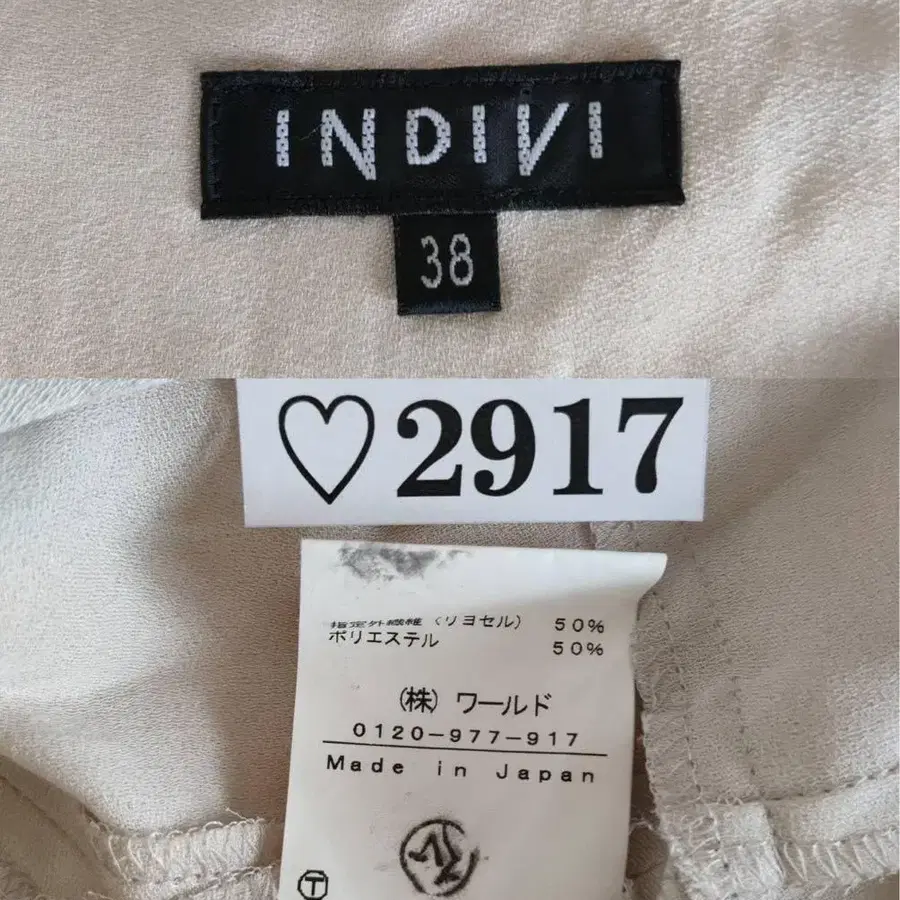 INDIVI
38
♡2917
指定外繊維（リヨセル） 50%
ポリエステル 50%
（株）ワールド
0120-977-917
Made in Japan
T